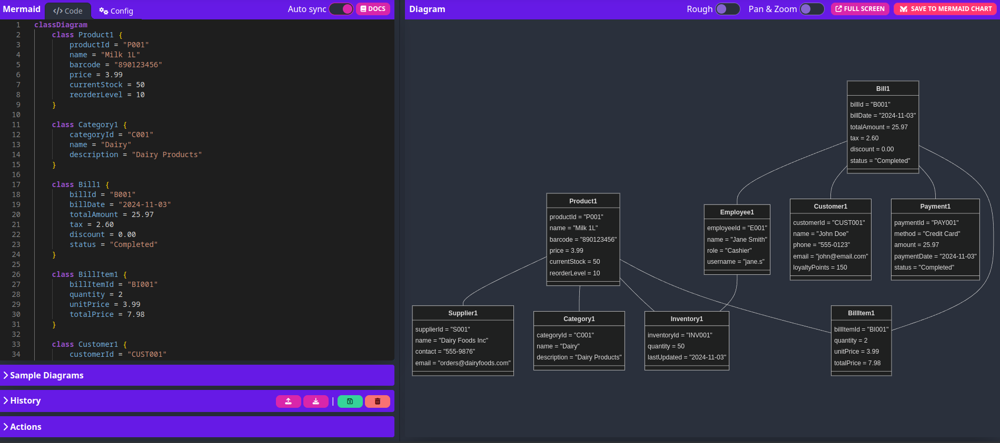 Mermaid
Code
Config
Auto sync
DOCS
1 classDiagram
2 class Product1 {
3 productId = "P001"
4 name = "Milk 1L"
5 barcode = "890123456"
6 price = 3.99
7 currentStock = 50
8 reorderLevel = 10
9 }
10
11 class Category1 {
12 categoryId = "C001"
13 name = "Dairy"
14 description = "Dairy Products"
15 }
16
17 class Bill1 {
18 billId = "B001"
19 billDate = "2024-11-03"
20 totalAmount = 25.97
21 tax = 2.60
22 discount = 0.00
23 status = "Completed"
24 }
25
26 class BillItem1 {
27 billItemId = "BI001"
28 quantity = 2
29 unitPrice = 3.99
30 totalPrice = 7.98
31 }
32
33 class Customer1 {
34 customerId = "CUST001"
Sample Diagrams
History
|
Actions
Diagram
Rough
Pan & Zoom
FULL SCREEN
SAVE TO MERMAID CHART
Bill1
billId = "B001"
billDate = "2024-11-03"
totalAmount = 25.97
tax = 2.60
discount = 0.00
status = "Completed"
Product1
productId = "P001"
name = "Milk 1L"
barcode = "890123456"
price = 3.99
currentStock = 50
reorderLevel = 10
Employee1
employeeId = "E001"
name = "Jane Smith"
role = "Cashier"
username = "jane.s"
Customer1
customerId = "CUST001"
name = "John Doe"
phone = "555-0123"
email = "john@email.com"
loyaltyPoints = 150
Payment1
paymentId = "PAY001"
method = "Credit Card"
amount = 25.97
paymentDate = "2024-11-03"
status = "Completed"
Supplier1
supplierId = "S001"
name = "Dairy Foods Inc"
contact = "555-9876"
email = "orders@dairyfoods.com"
Category1
categoryId = "C001"
name = "Dairy"
description = "Dairy Products"
Inventory1
inventoryId = "INV001"
quantity = 50
lastUpdated = "2024-11-03"
BillItem1
billItemId = "BI001"
quantity = 2
unitPrice = 3.99
totalPrice = 7.98